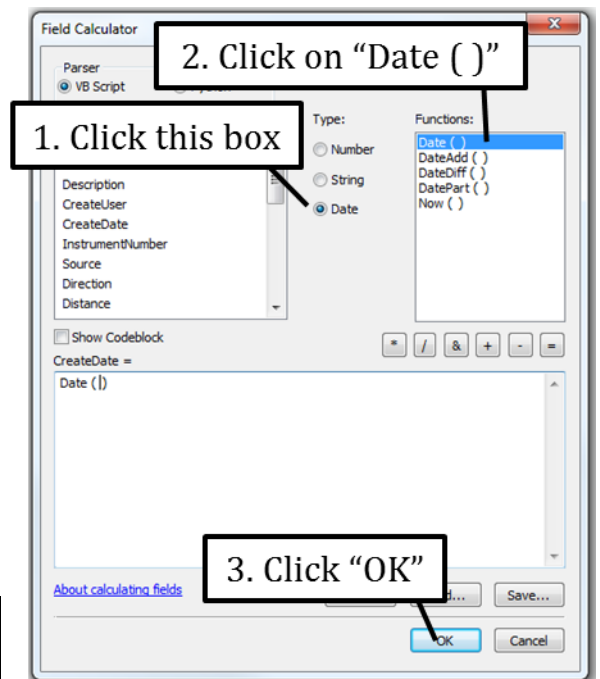 Field Calculator
2. Click on “Date ( )”
Parser
VB Script
1. Click this box
Type:
Functions:
Number
String
Date
Date ( )
DateAdd ( )
DateDiff ( )
DatePart ( )
Now ( )
Description
CreateUser
CreateDate
InstrumentNumber
Source
Direction
Distance
Show Codeblock
* / & + - =
CreateDate =
Date ( )
3. Click “OK”
About calculating fields
Save...
OK
Cancel